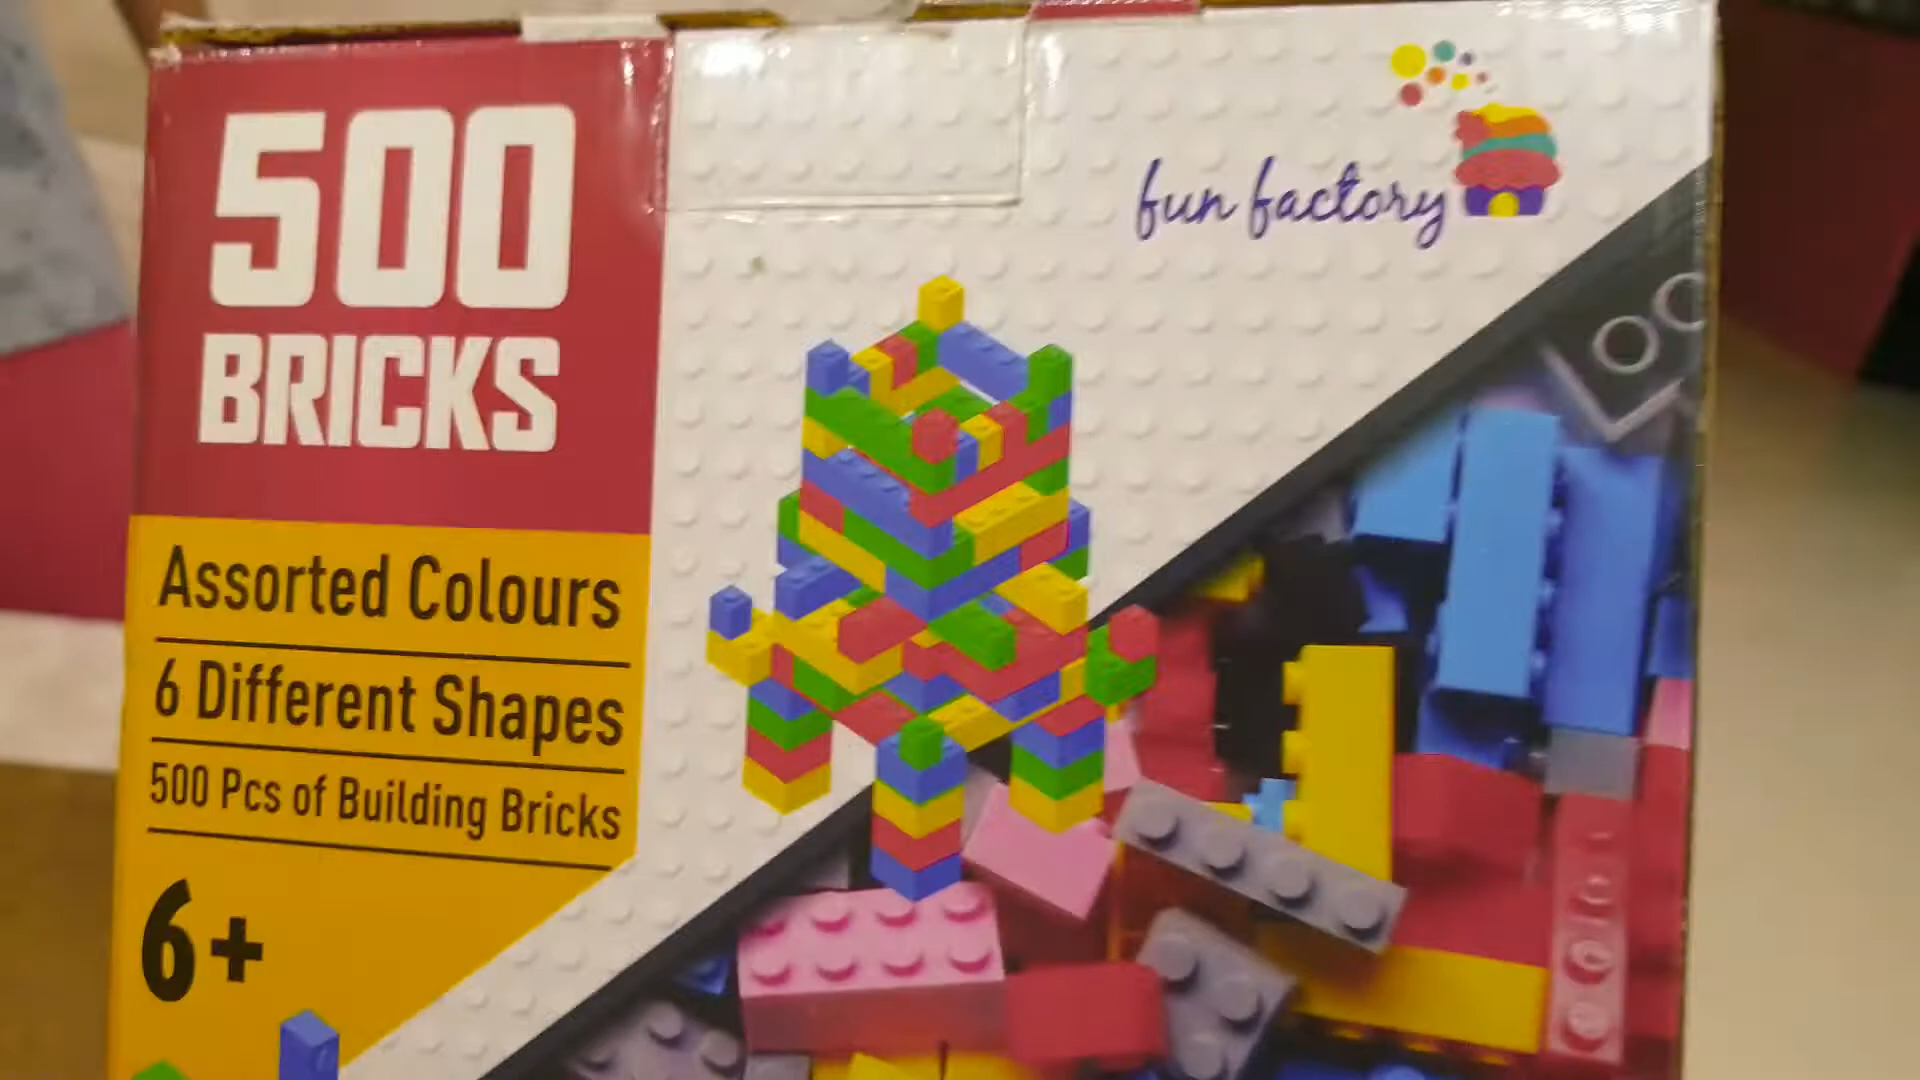 500
BRICKS
fun factory
Assorted Colours
6 Different Shapes
500 Pcs of Building Bricks
6+